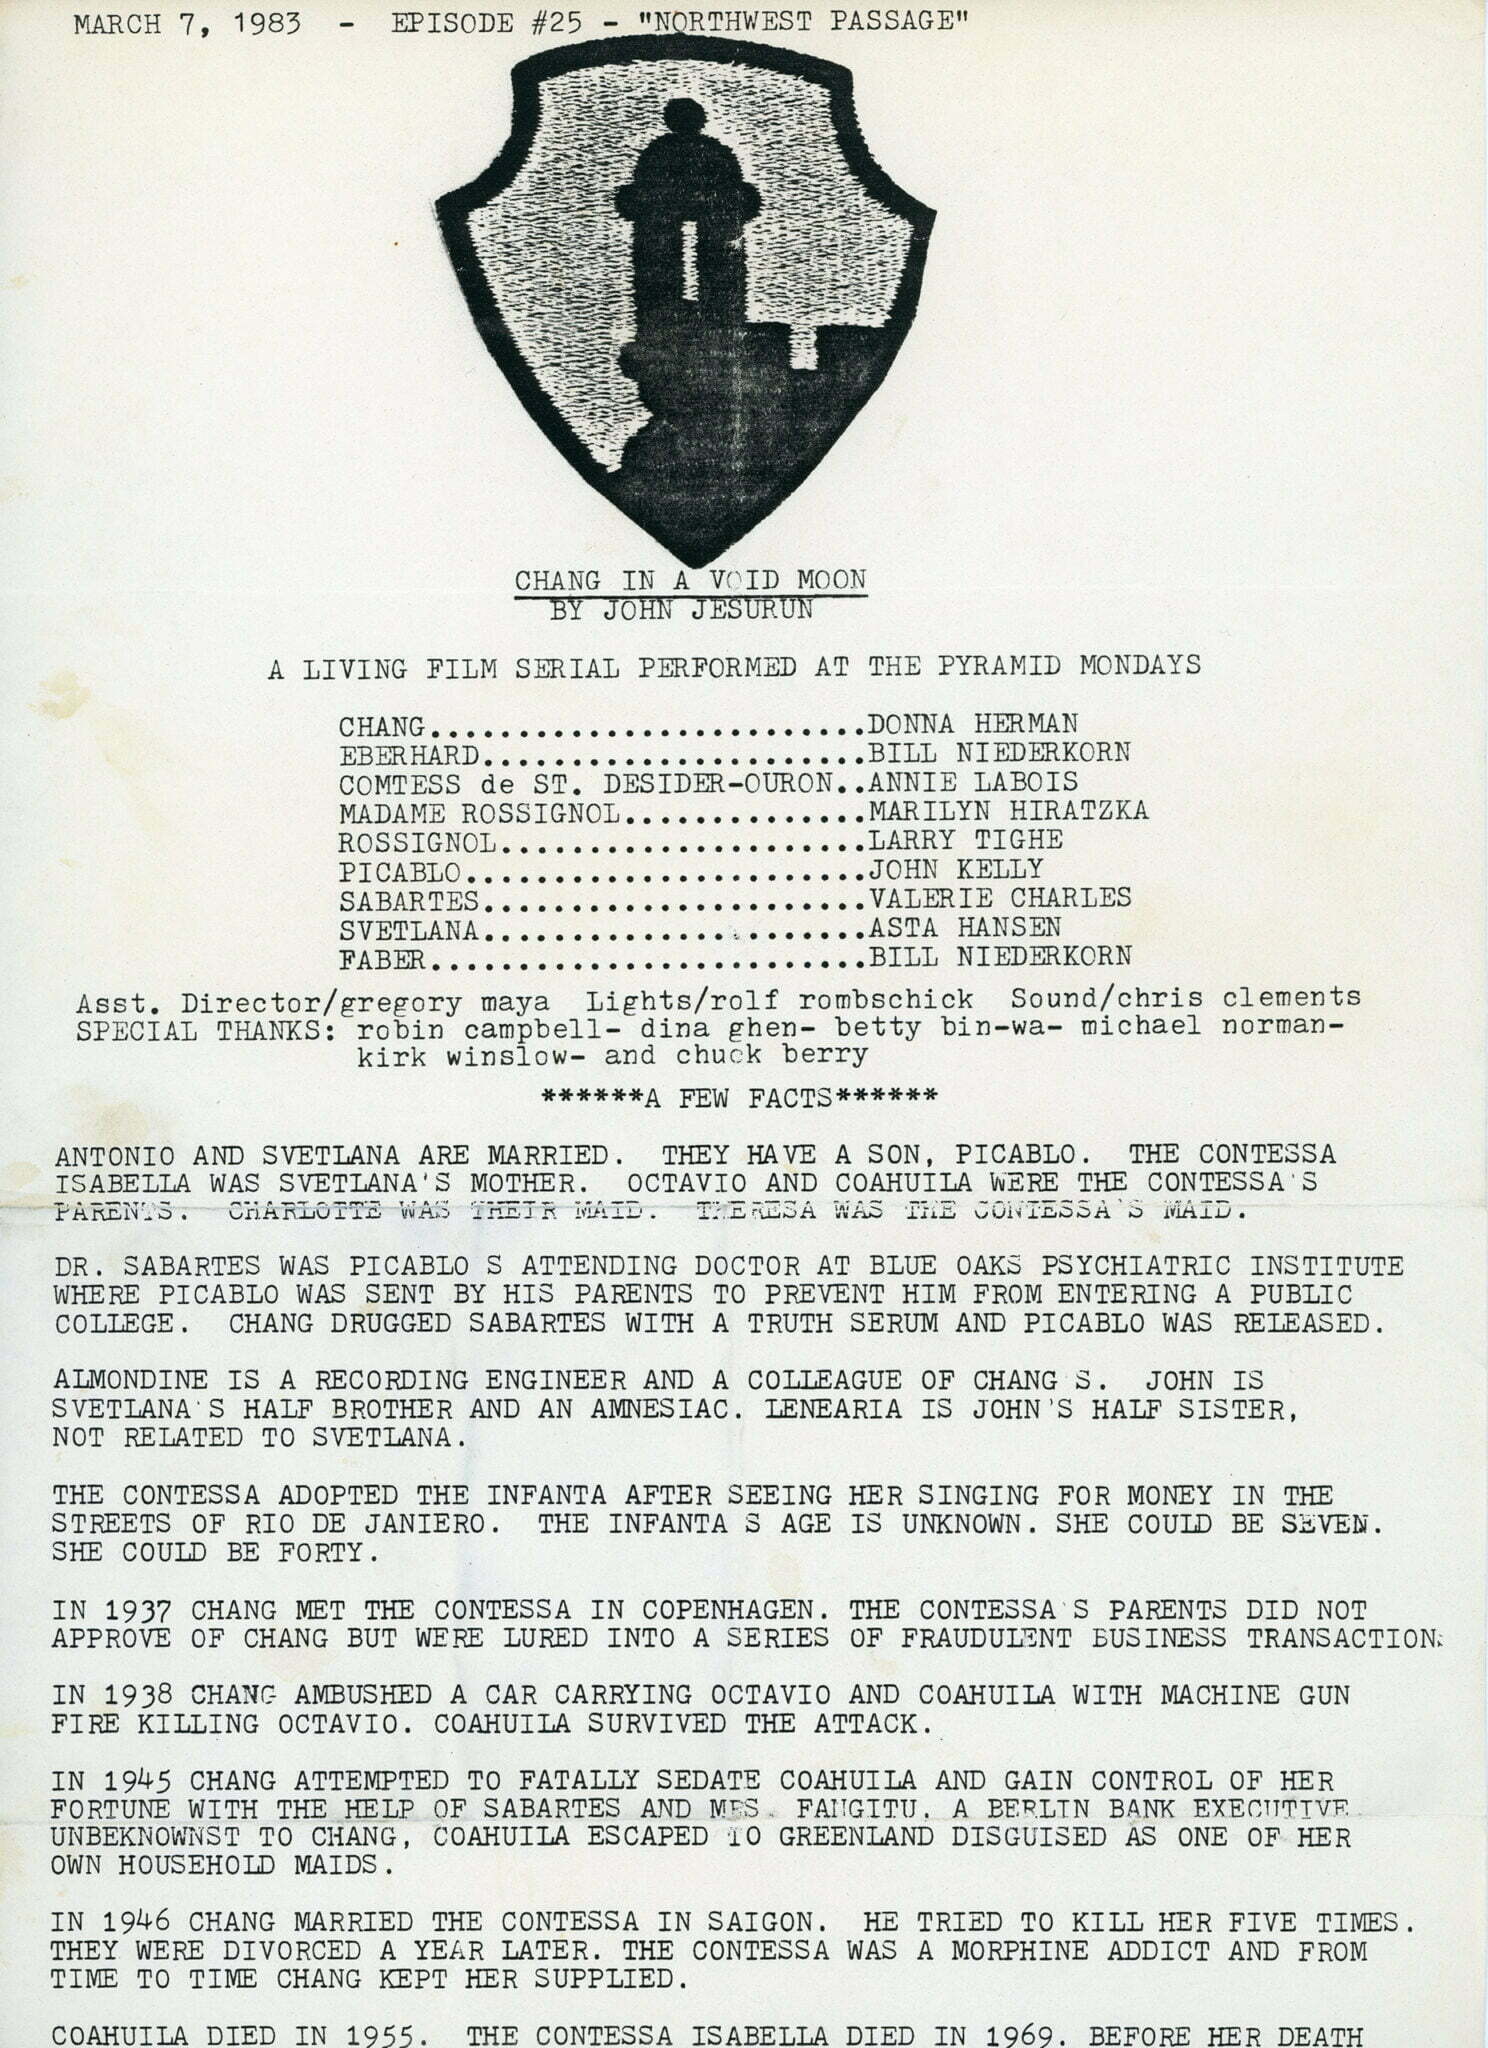 MARCH 7, 1983 - EPISODE #25 - "NORTHWEST PASSAGE"
CHANG IN A VOID MOON
BY JOHN JESURUN
A LIVING FILM SERIAL PERFORMED AT THE PYRAMID MONDAYS
CHANG.........................DONNA HERMAN
EBERHARD......................BILL NIEDERKORN
COMTESS de ST. DESIDER-OURON..ANNIE LABOIS
MADAME ROSSIGNOL..............MARILYN HIRATZKA
ROSSIGNOL.....................LARRY TIGHE
PICABLO.......................JOHN KELLY
SABARTES......................VALERIE CHARLES
SVETLANA......................ASTA HANSEN
FABER.........................BILL NIEDERKORN
Asst. Director/gregory maya Lights/rolf rombschick Sound/chris clements
SPECIAL THANKS: robin campbell- dina ghen- betty bin-wa- michael norman-
kirk winslow- and chuck berry
******A FEW FACTS******
ANTONIO AND SVETLANA ARE MARRIED. THEY HAVE A SON, PICABLO. THE CONTESSA
ISABELLA WAS SVETLANA'S MOTHER. OCTAVIO AND COAHUILA WERE THE CONTESSA'S
PARENTS. CHARLOTTE WAS THEIR MAID. THERESA WAS THE CONTESSA'S MAID.
DR. SABARTES WAS PICABLO S ATTENDING DOCTOR AT BLUE OAKS PSYCHIATRIC INSTITUTE
WHERE PICABLO WAS SENT BY HIS PARENTS TO PREVENT HIM FROM ENTERING A PUBLIC
COLLEGE. CHANG DRUGGED SABARTES WITH A TRUTH SERUM AND PICABLO WAS RELEASED.
ALMONDINE IS A RECORDING ENGINEER AND A COLLEAGUE OF CHANG S. JOHN IS
SVETLANA'S HALF BROTHER AND AN AMNESIAC. LENEARIA IS JOHN'S HALF SISTER,
NOT RELATED TO SVETLANA.
THE CONTESSA ADOPTED THE INFANTA AFTER SEEING HER SINGING FOR MONEY IN THE
STREETS OF RIO DE JANIERO. THE INFANTA S AGE IS UNKNOWN. SHE COULD BE SEVEN.
SHE COULD BE FORTY.
IN 1937 CHANG MET THE CONTESSA IN COPENHAGEN. THE CONTESSA'S PARENTS DID NOT
APPROVE OF CHANG BUT WERE LURED INTO A SERIES OF FRAUDULENT BUSINESS TRANSACTIONS
IN 1938 CHANG AMBUSHED A CAR CARRYING OCTAVIO AND COAHUILA WITH MACHINE GUN
FIRE KILLING OCTAVIO. COAHUILA SURVIVED THE ATTACK.
IN 1945 CHANG ATTEMPTED TO FATALLY SEDATE COAHUILA AND GAIN CONTROL OF HER
FORTUNE WITH THE HELP OF SABARTES AND MRS. FANGITU, A BERLIN BANK EXECUTIVE.
UNBEKNOWNST TO CHANG, COAHUILA ESCAPED TO GREENLAND DISGUISED AS ONE OF HER
OWN HOUSEHOLD MAIDS.
IN 1946 CHANG MARRIED THE CONTESSA IN SAIGON. HE TRIED TO KILL HER FIVE TIMES.
THEY WERE DIVORCED A YEAR LATER. THE CONTESSA WAS A MORPHINE ADDICT AND FROM
TIME TO TIME CHANG KEPT HER SUPPLIED.
COAHUILA DIED IN 1955. THE CONTESSA ISABELLA DIED IN 1969. BEFORE HER DEATH